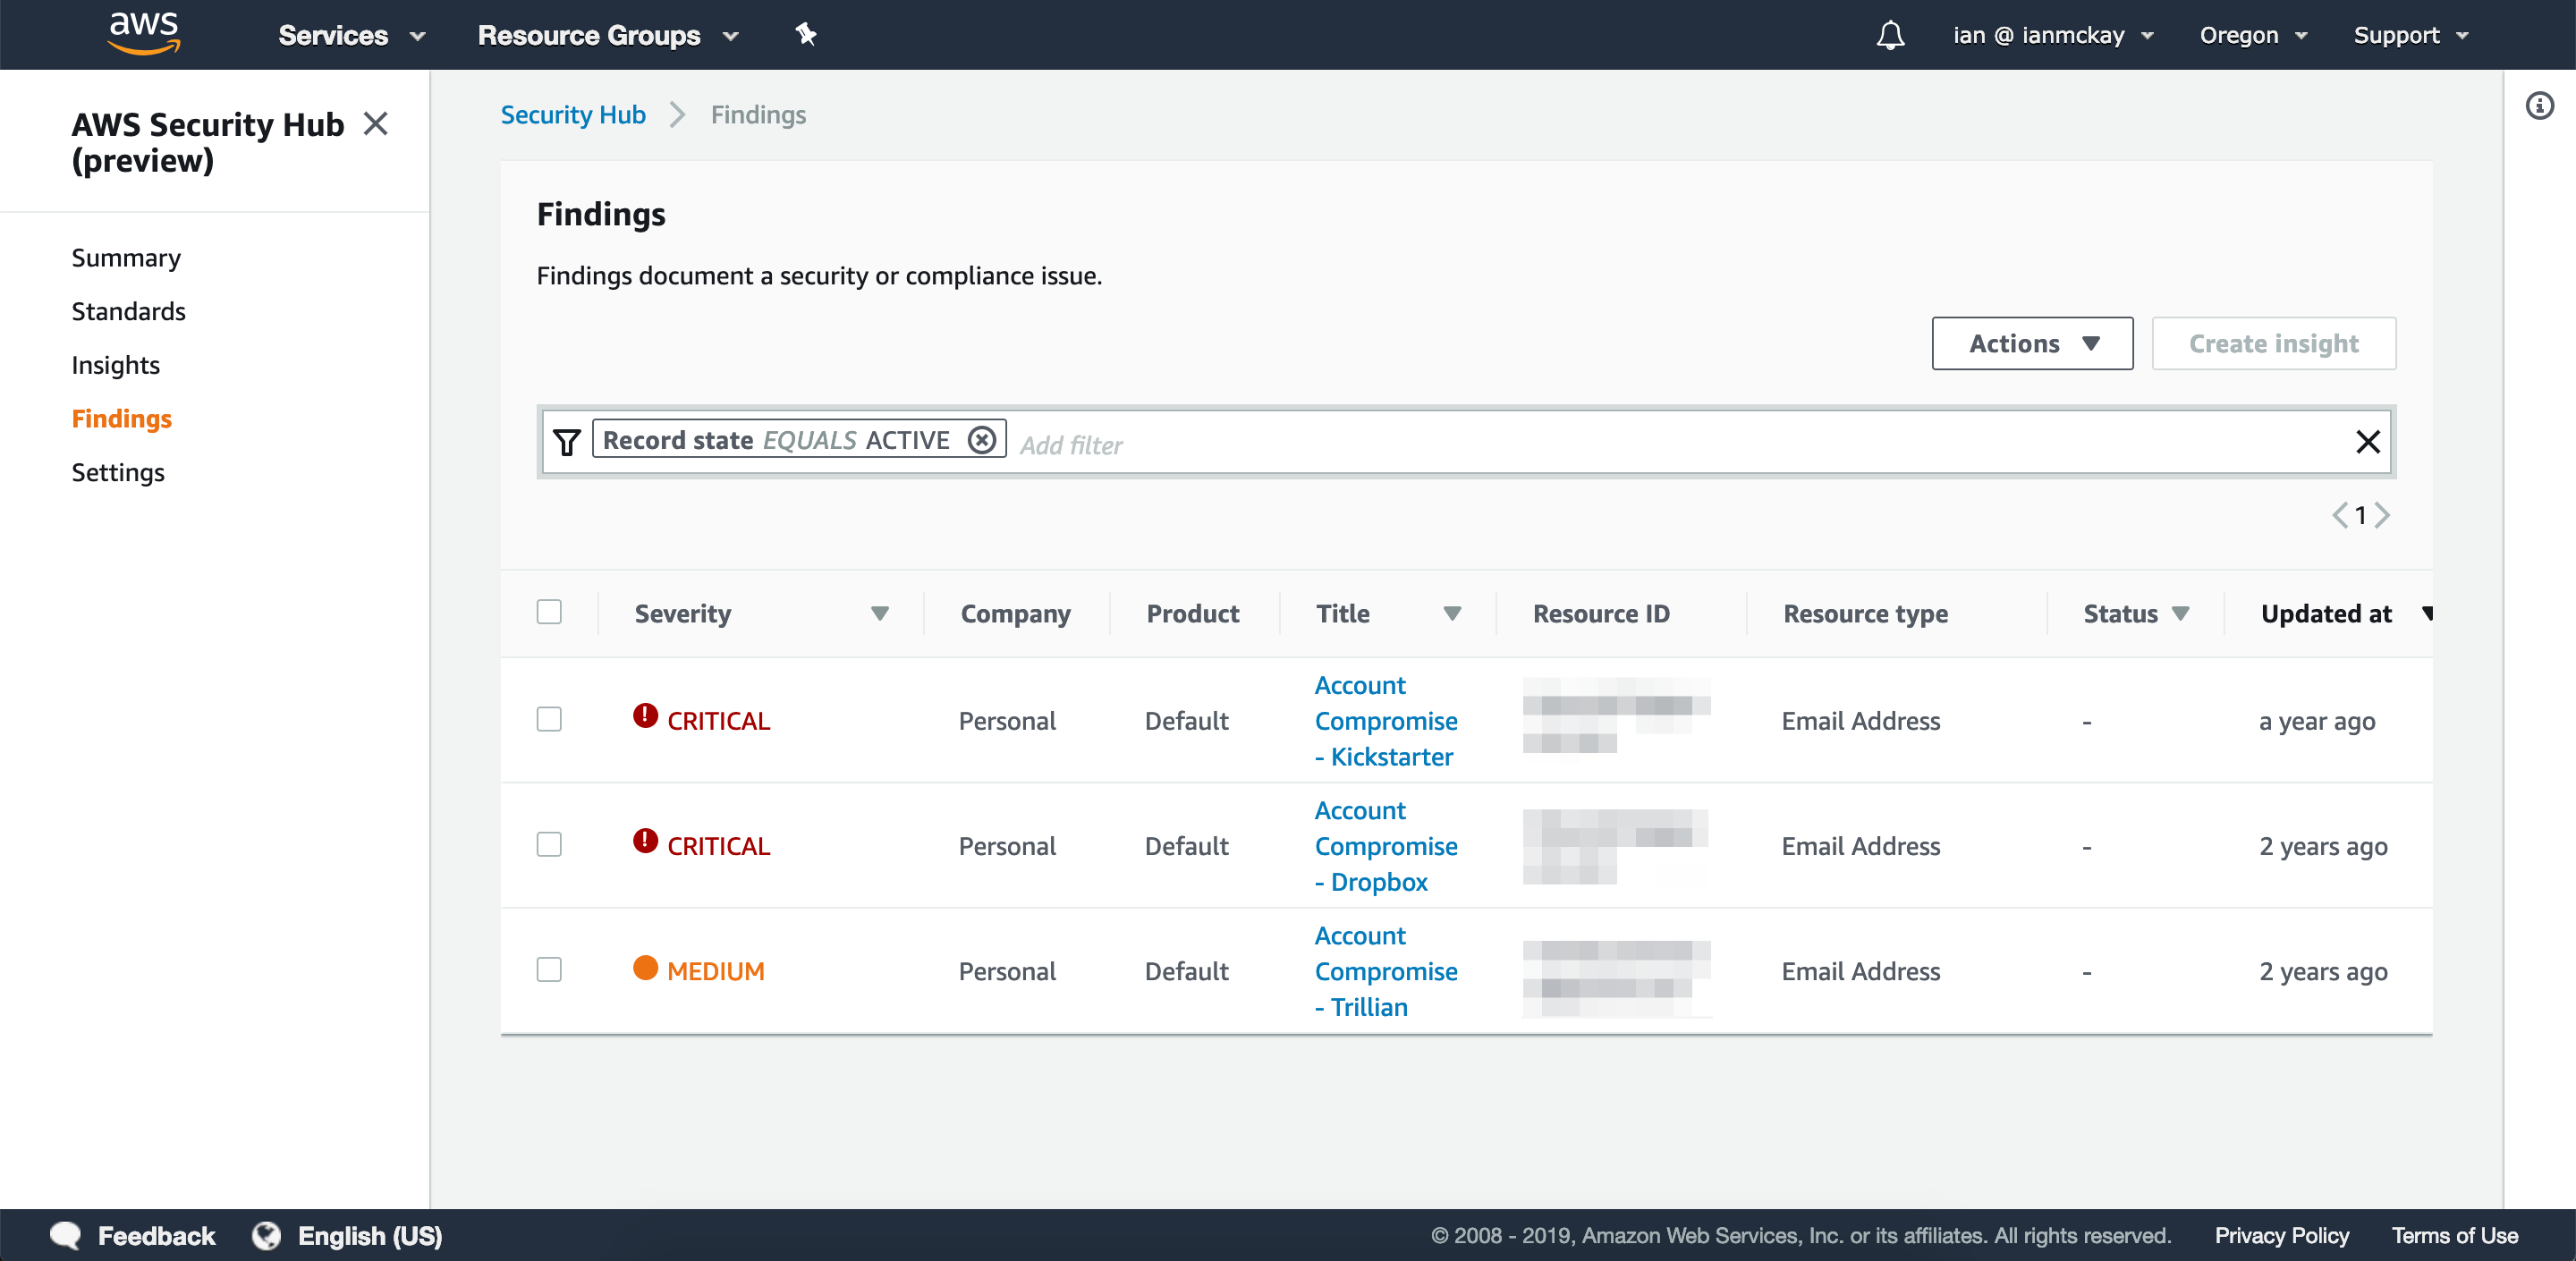 aws Services Resource Groups ian @ ianmckay Oregon Support
AWS Security Hub
(preview)
Summary
Standards
Insights
Findings
Settings
Security Hub Findings
Findings
Findings document a security or compliance issue.
Actions Create insight
Record state EQUALS ACTIVE Add filter
1
Severity Company Product Title Resource ID Resource type Status Updated at
CRITICAL Personal Default Account Compromise - Kickstarter Email Address - a year ago
CRITICAL Personal Default Account Compromise - Dropbox Email Address - 2 years ago
MEDIUM Personal Default Account Compromise - Trillian Email Address - 2 years ago
Feedback English (US) © 2008 - 2019, Amazon Web Services, Inc. or its affiliates. All rights reserved. Privacy Policy Terms of Use